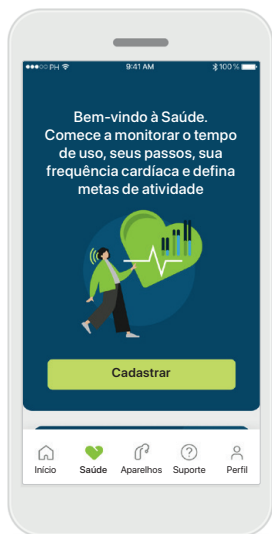 PH 9:41 AM 100%
Bem-vindo à Saúde.
Comece a monitorar o tempo
de uso, seus passos, sua
frequência cardíaca e defina
metas de atividade
Cadastrar
Início Saúde Aparelhos Suporte Perfil